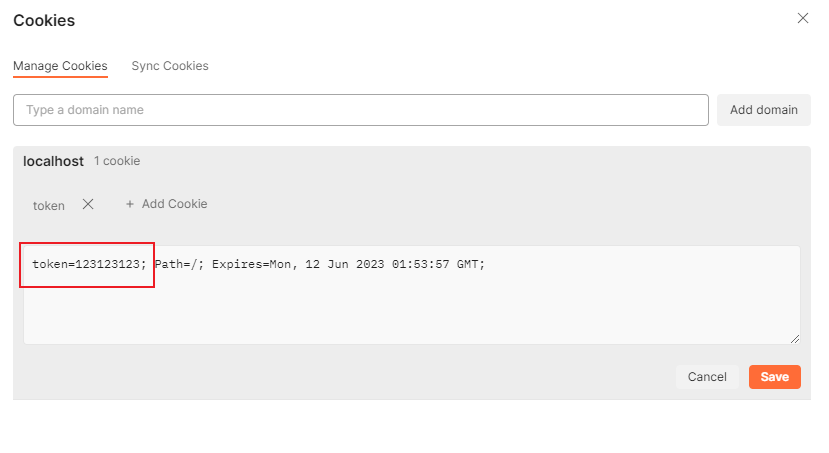 Cookies
Manage Cookies Sync Cookies
Type a domain name Add domain
localhost 1 cookie
token + Add Cookie
token=123123123; Path=/; Expires=Mon, 12 Jun 2023 01:53:57 GMT;
Cancel Save